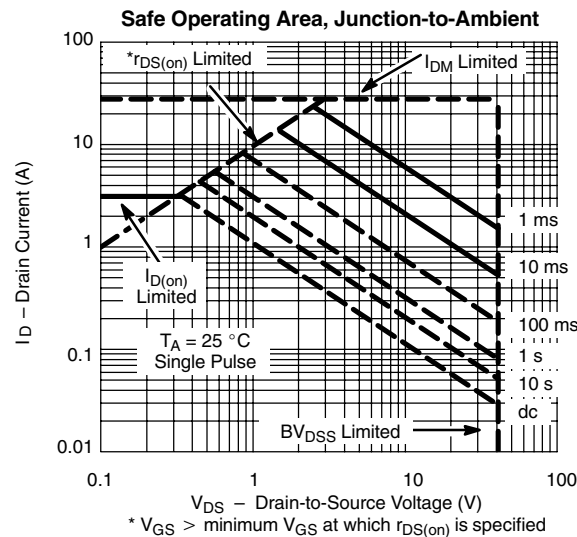 Safe Operating Area, Junction-to-Ambient
100
*rDS(on) Limited
IDM Limited
10
1
0.1
0.01
ID – Drain Current (A)
ID(on)
Limited
TA = 25 °C
Single Pulse
BVDSS Limited
1 ms
10 ms
100 ms
1 s
10 s
dc
0.1
1
10
100
VDS – Drain-to-Source Voltage (V)
* VGS > minimum VGS at which rDS(on) is specified